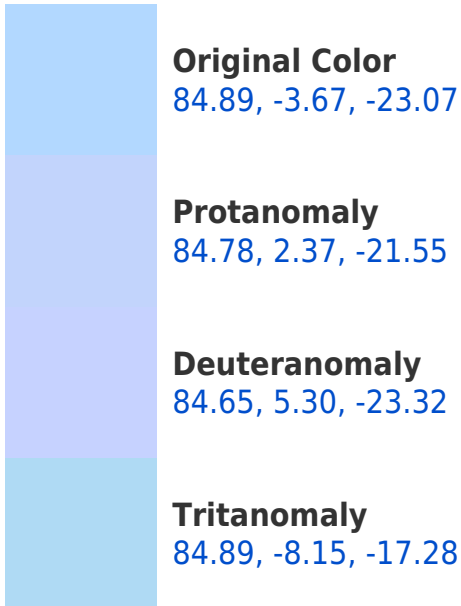 Original Color
84.89, -3.67, -23.07
Protanomaly
84.78, 2.37, -21.55
Deuteranomaly
84.65, 5.30, -23.32
Tritanomaly
84.89, -8.15, -17.28